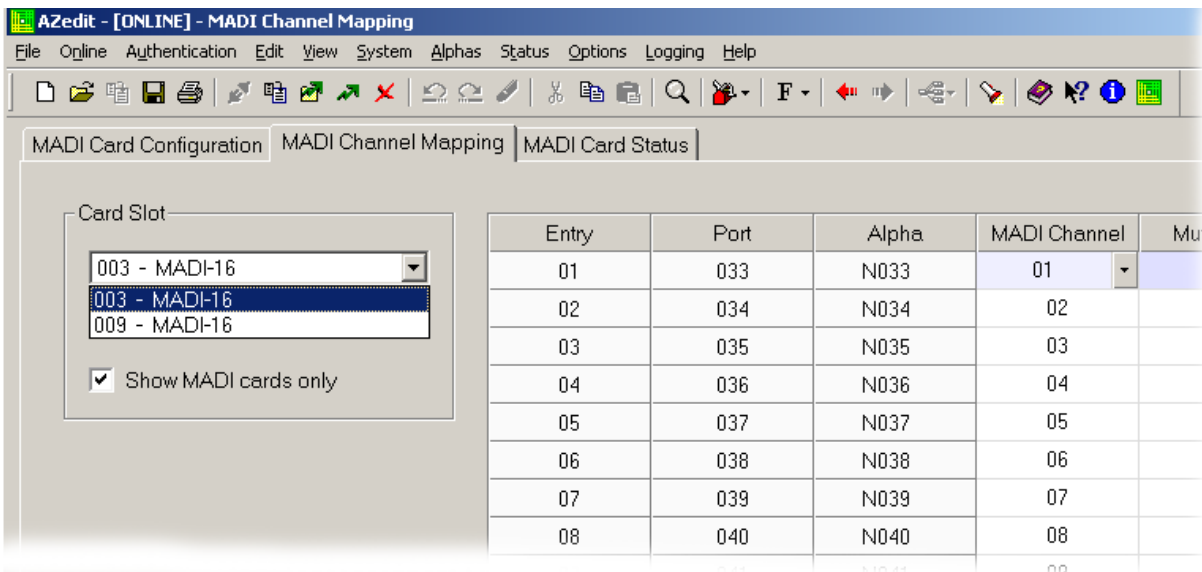 AZedit - [ONLINE] - MADI Channel Mapping
File Online Authentication Edit View System Alphas Status Options Logging Help
F
MADI Card Configuration MADI Channel Mapping MADI Card Status
Card Slot
003 - MADI-16
003 - MADI-16
009 - MADI-16
Show MADI cards only
Entry Port Alpha MADI Channel
01 033 N033 01
02 034 N034 02
03 035 N035 03
04 036 N036 04
05 037 N037 05
06 038 N038 06
07 039 N039 07
08 040 N040 08